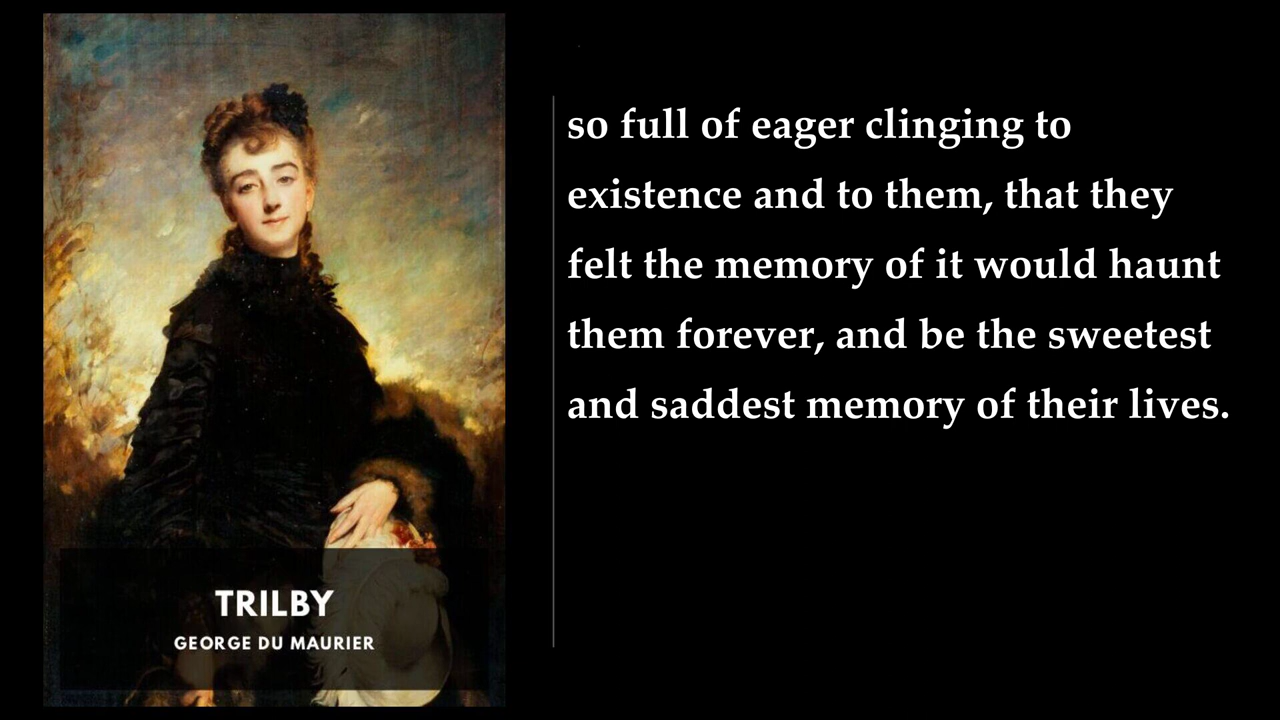 so full of eager clinging to
existence and to them, that they
felt the memory of it would haunt
them forever, and be the sweetest
and saddest memory of their lives.
TRILBY
GEORGE DU MAURIER